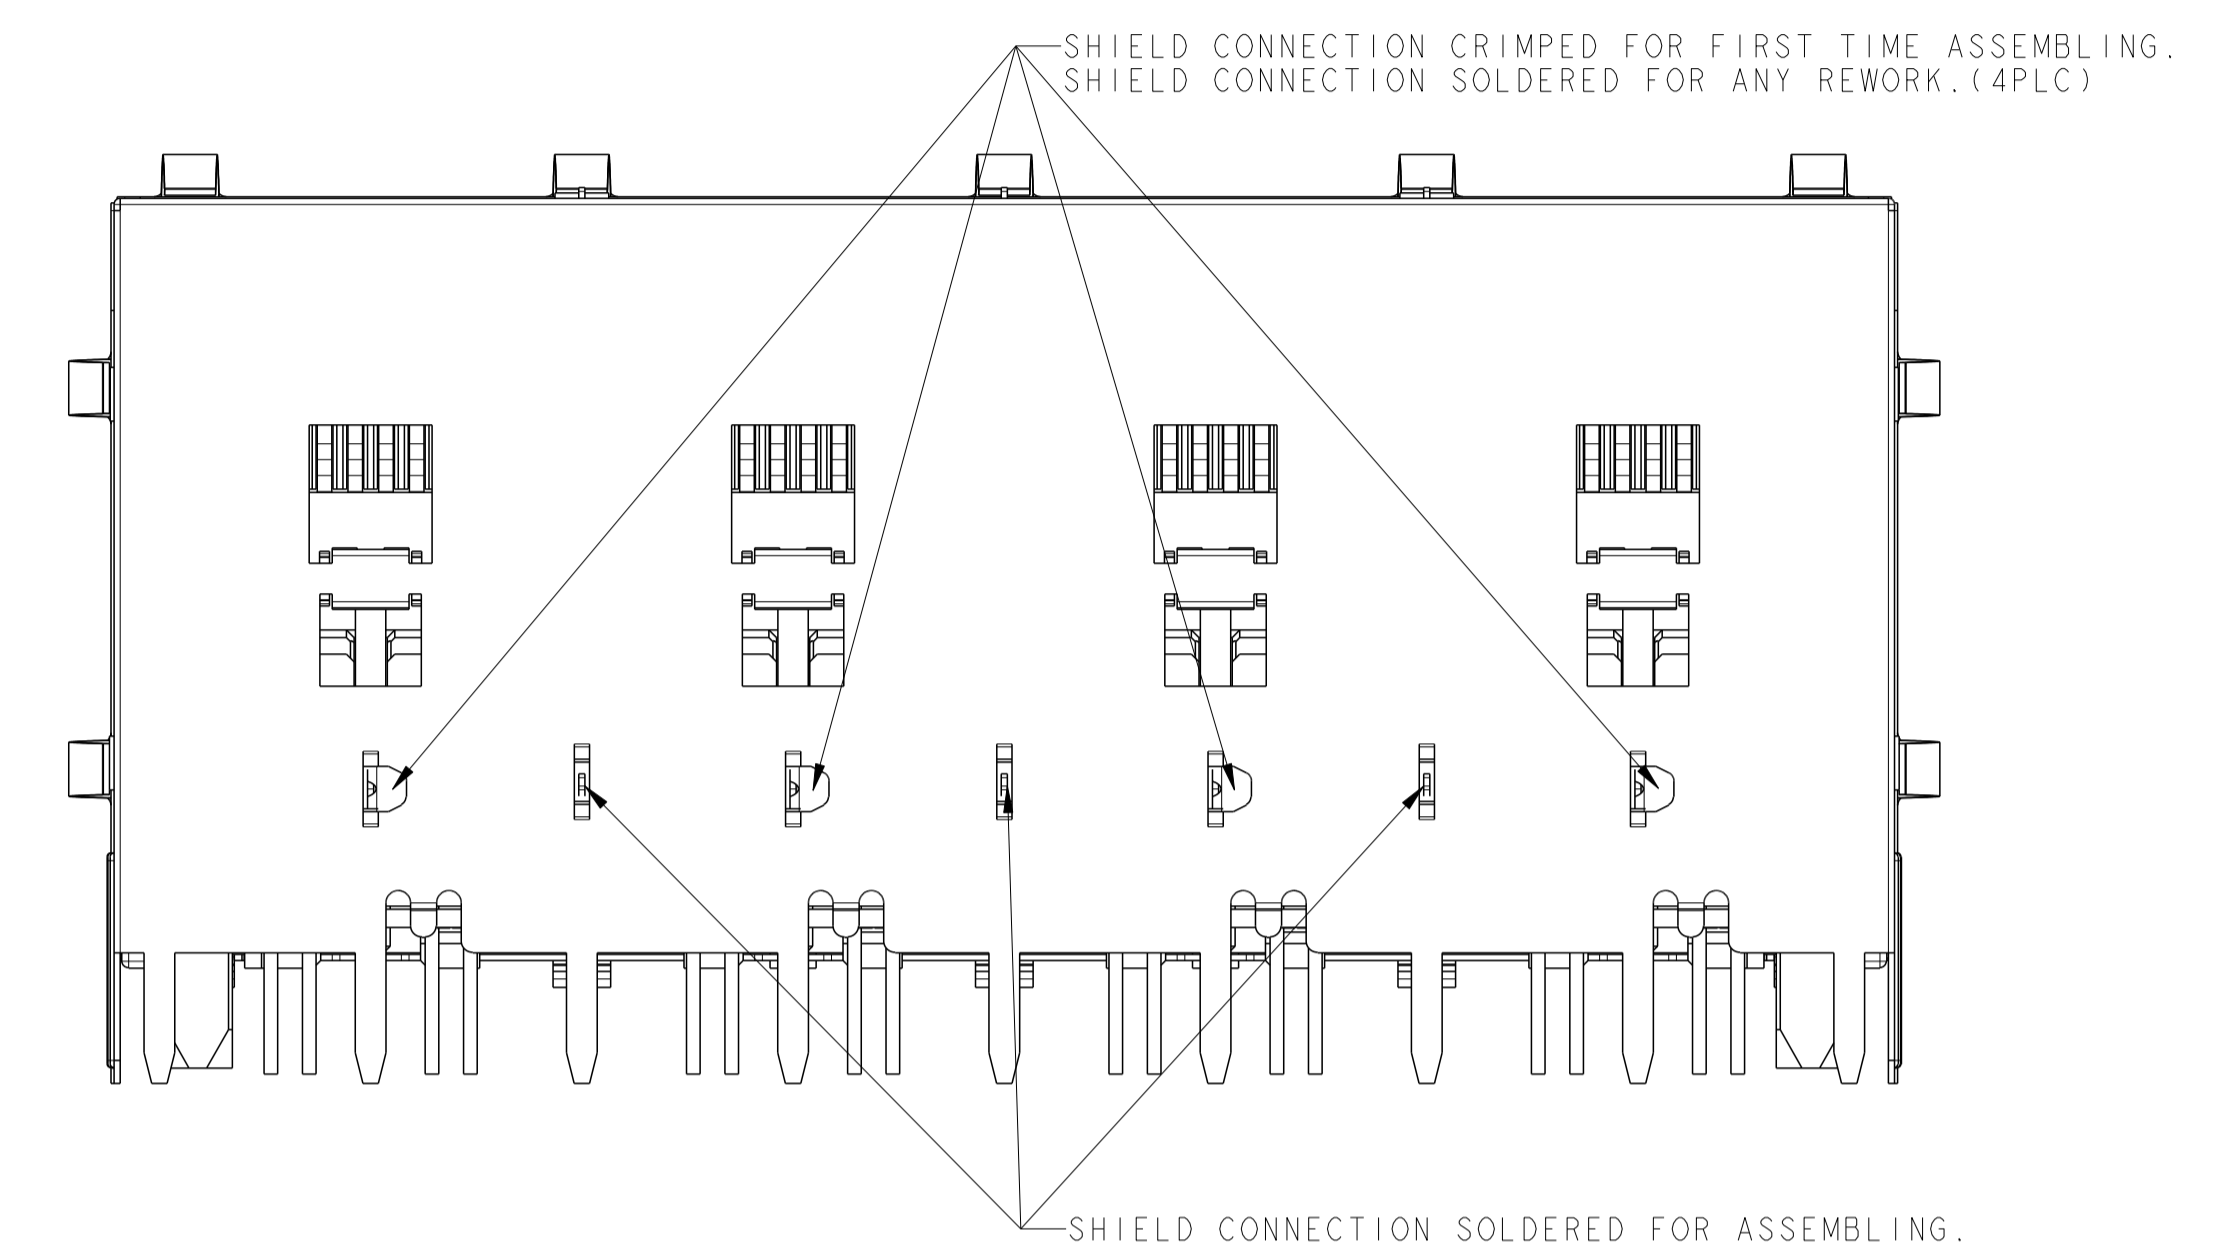 SHIELD CONNECTION CRIMPED FOR FIRST TIME ASSEMBLING.
SHIELD CONNECTION SOLDERED FOR ANY REWORK.(4PLC)
SHIELD CONNECTION SOLDERED FOR ASSEMBLING.